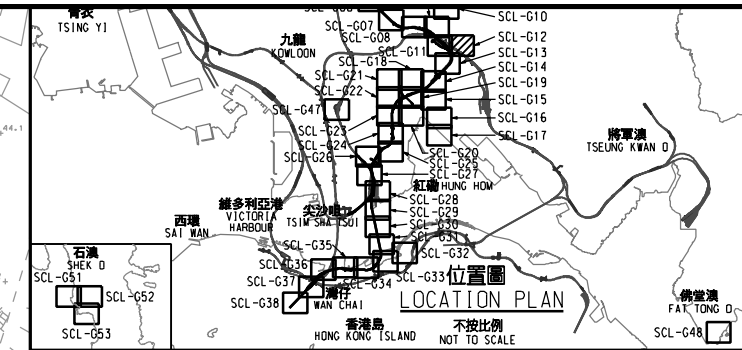 青衣
TSING YI
九龍
KOWLOON
SCL-G07
SCL-G08
SCL-G10
SCL-G11
SCL-G12
SCL-G13
SCL-G18
SCL-G14
SCL-G21
SCL-G19
SCL-G22
SCL-G15
SCL-G47
SCL-G16
SCL-G23
SCL-G17
SCL-G24
SCL-G20
SCL-G26
SCL-G25
SCL-G27
將軍澳
TSEUNG KWAN O
紅磡
HUNG HOM
SCL-G28
SCL-G29
SCL-G30
SCL-G31
SCL-G32
維多利亞港
VICTORIA
HARBOUR
尖沙咀
TSIM SHA TSUI
西環
SAI WAN
SCL-G35
SCL-G36
SCL-G37
SCL-G38
SCL-G34
SCL-G33
灣仔
WAN CHAI
石澳
SHEK O
SCL-G51
SCL-G52
SCL-G53
位置圖
LOCATION PLAN
香港島
HONG KONG ISLAND
不按比例
NOT TO SCALE
佛堂澳
FAT TONG O
SCL-G48
44.1